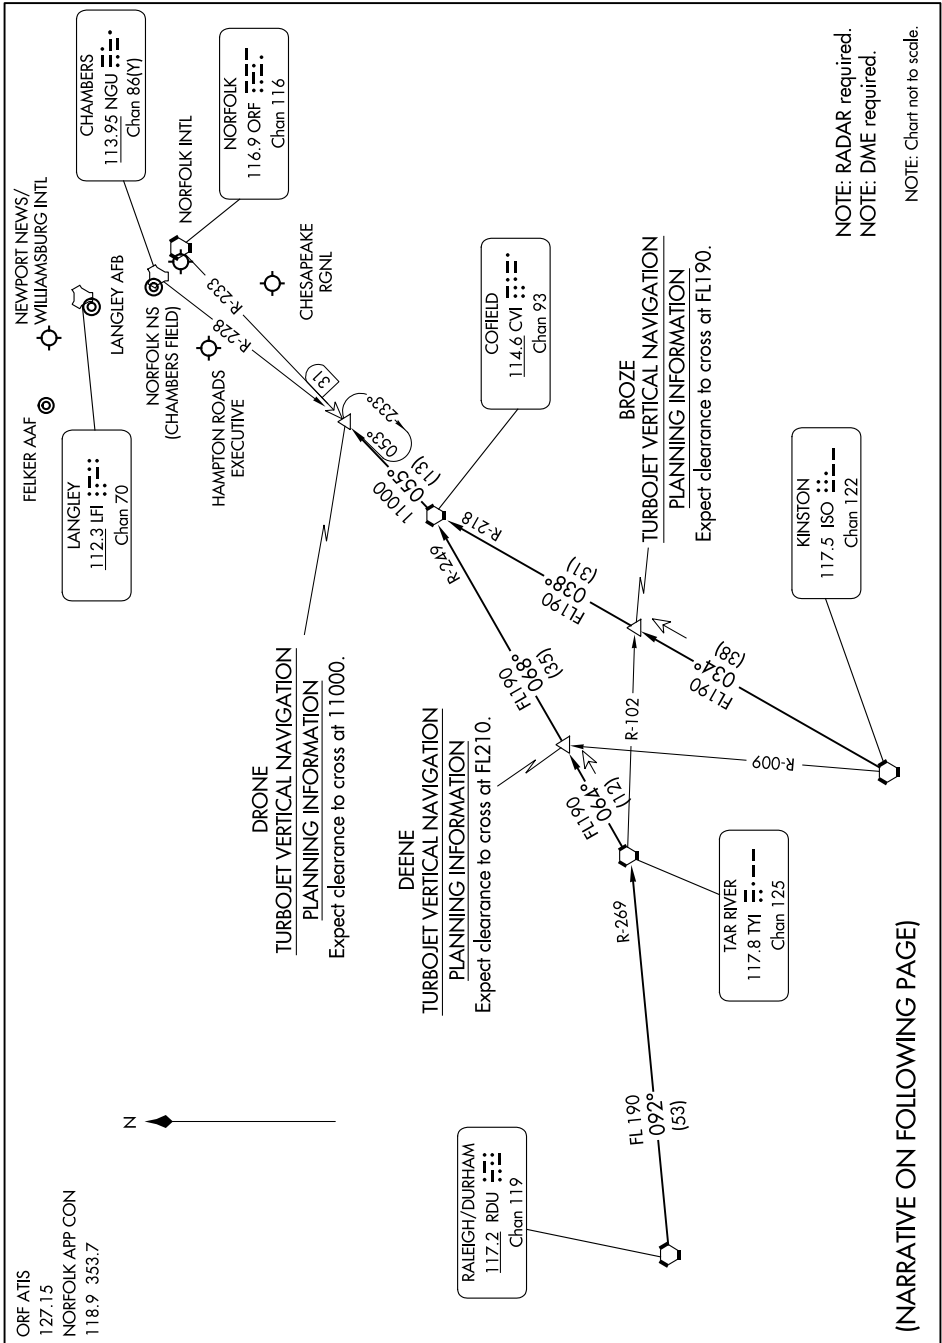 ORF ATIS
127.15
NORFOLK APP CON
118.9 353.7
N
FELKER AAF
NEWPORT NEWS/
WILLIAMSBURG INTL
LANGLEY
112.3 LFI
Chan 70
LANGLEY AFB
CHAMBERS
113.95 NGU
Chan 86(Y)
NORFOLK NS
(CHAMBERS FIELD)
NORFOLK INTL
HAMPTON ROADS
EXECUTIVE
NORFOLK
116.9 ORF
Chan 116
CHESAPEAKE
RGNL
R-228
R-233
31
233°
053°
DRONE
TURBOJET VERTICAL NAVIGATION
PLANNING INFORMATION
Expect clearance to cross at 11000.
11000
055°
(13)
COFIELD
114.6 CVI
Chan 93
DEENE
TURBOJET VERTICAL NAVIGATION
PLANNING INFORMATION
Expect clearance to cross at FL210.
R-249
FL190
068°
(35)
R-218
FL190
038°
(31)
BROZE
TURBOJET VERTICAL NAVIGATION
PLANNING INFORMATION
Expect clearance to cross at FL190.
RALEIGH/DURHAM
117.2 RDU
Chan 119
FL 190
092°
(53)
R-269
FL190
064°
(12)
R-102
FL190
034°
(38)
R-009
TAR RIVER
117.8 TYI
Chan 125
KINSTON
117.5 ISO
Chan 122
NOTE: RADAR required.
NOTE: DME required.
NOTE: Chart not to scale.
(NARRATIVE ON FOLLOWING PAGE)